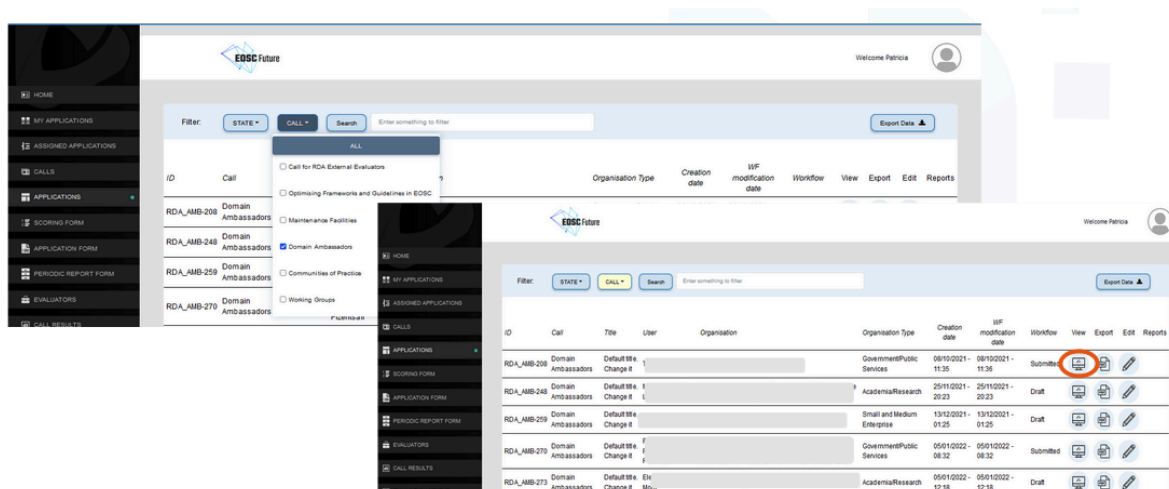 EOSC Future
Welcome Patricia
HOME
MY APPLICATIONS
ASSIGNED APPLICATIONS
CALLS
APPLICATIONS
SCORING FORM
APPLICATION FORM
PERIODIC REPORT FORM
EVALUATORS
CALL RESULTS
Filter: STATE CALL Search Enter something to filter Export Data
ALL
Call for RDA External Evaluators
Optimising Frameworks and Guidelines in EOSC
Maintenance Facilities
Domain Ambassadors
Communities of Practice
Working Groups
ID Call Organisation Type Creation date WF modification date Workflow View Export Edit Reports
RDA_AMB-208 Domain Ambassadors
RDA_AMB-248 Domain Ambassadors
RDA_AMB-259 Domain Ambassadors
RDA_AMB-270 Domain Ambassadors
EOSC Future
Welcome Patricia
HOME
MY APPLICATIONS
ASSIGNED APPLICATIONS
CALLS
APPLICATIONS
SCORING FORM
APPLICATION FORM
PERIODIC REPORT FORM
EVALUATORS
CALL RESULTS
Filter: STATE CALL Search Enter something to filter Export Data
ID Call Title User Organisation Organisation Type Creation date WF modification date Workflow View Export Edit Reports
RDA_AMB-208 Domain Ambassadors Default title. Change it Government/Public Services 08/10/2021 - 11:35 08/10/2021 - 11:36 Submitted
RDA_AMB-248 Domain Ambassadors Default title. Change it Academia/Research 25/11/2021 - 20:23 25/11/2021 - 20:23 Draft
RDA_AMB-259 Domain Ambassadors Default title. Change it Small and Medium Enterprise 13/12/2021 - 01:25 13/12/2021 - 01:25 Draft
RDA_AMB-270 Domain Ambassadors Default title. Change it Government/Public Services 05/01/2022 - 08:32 05/01/2022 - 08:32 Submitted
RDA_AMB-273 Domain Ambassadors Default title. Change it Academia/Research 05/01/2022 - 12:18 05/01/2022 - 12:18 Draft